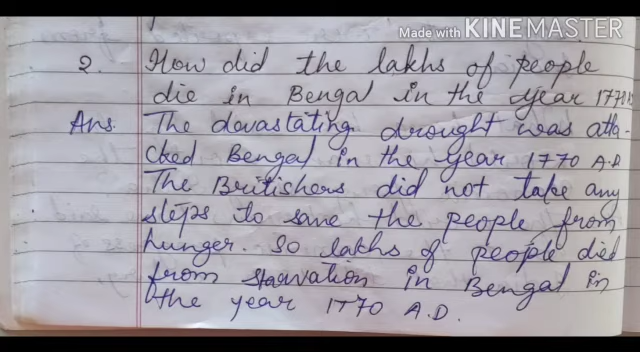 Made with KINEMASTER
2. How did the lakhs of people
die in Bengal in the year 1770
Ans. The devastating drought was atta-
cked Bengal in the year 1770 A.D
The Britishers did not take any
steps to save the people from
hunger. So lakhs of people died
from starvation in Bengal in
the year 1770 A.D.